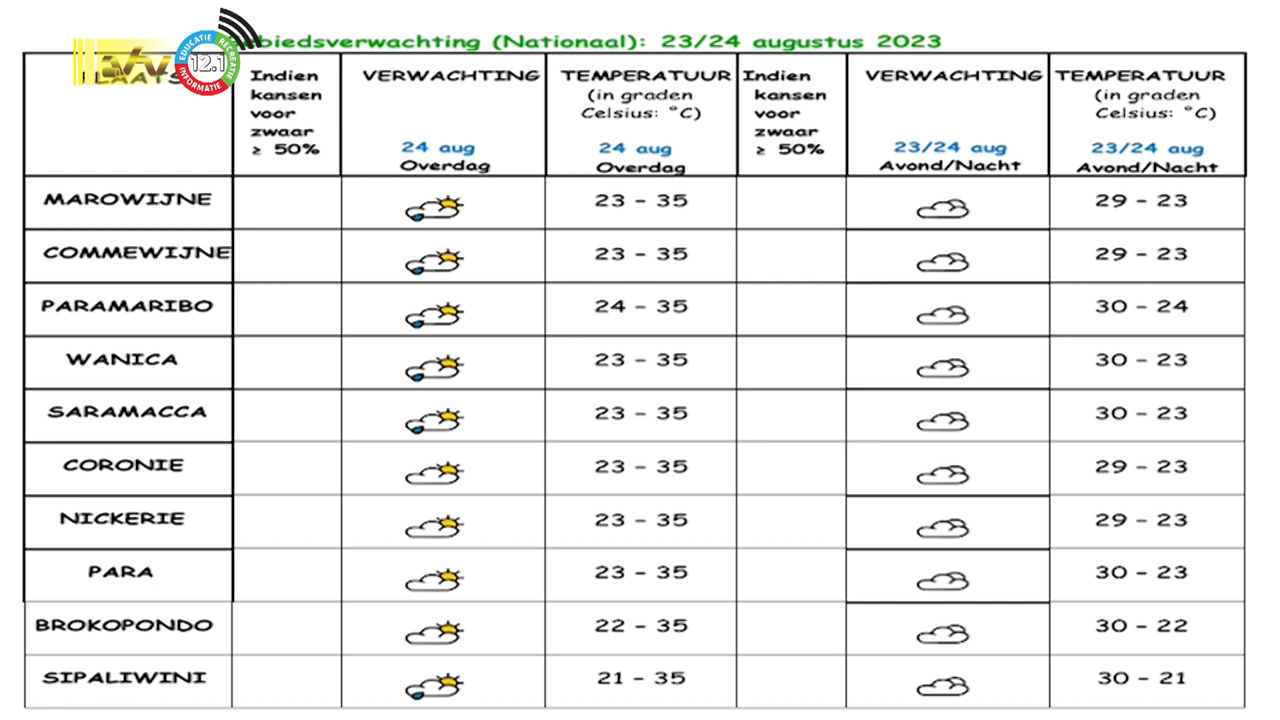 biedsverwachting (Nationaal): 23/24 augustus 2023
EDUCATIE RECREATIE INFORMATIE 12.1
PLAATS
Indien kansen voor zwaar ≥ 50%
VERWACHTING 24 aug Overdag
TEMPERATUUR (in graden Celsius: °C) 24 aug Overdag
Indien kansen voor zwaar ≥ 50%
VERWACHTING 23/24 aug Avond/Nacht
TEMPERATUUR (in graden Celsius: °C) 23/24 aug Avond/Nacht
MAROWIJNE 23 - 35 29 - 23
COMMEWIJNE 23 - 35 29 - 23
PARAMARIBO 24 - 35 30 - 24
WANICA 23 - 35 30 - 23
SARAMACCA 23 - 35 30 - 23
CORONIE 23 - 35 29 - 23
NICKERIE 23 - 35 29 - 23
PARA 23 - 35 30 - 23
BROKOPONDO 22 - 35 30 - 22
SIPALIWINI 21 - 35 30 - 21